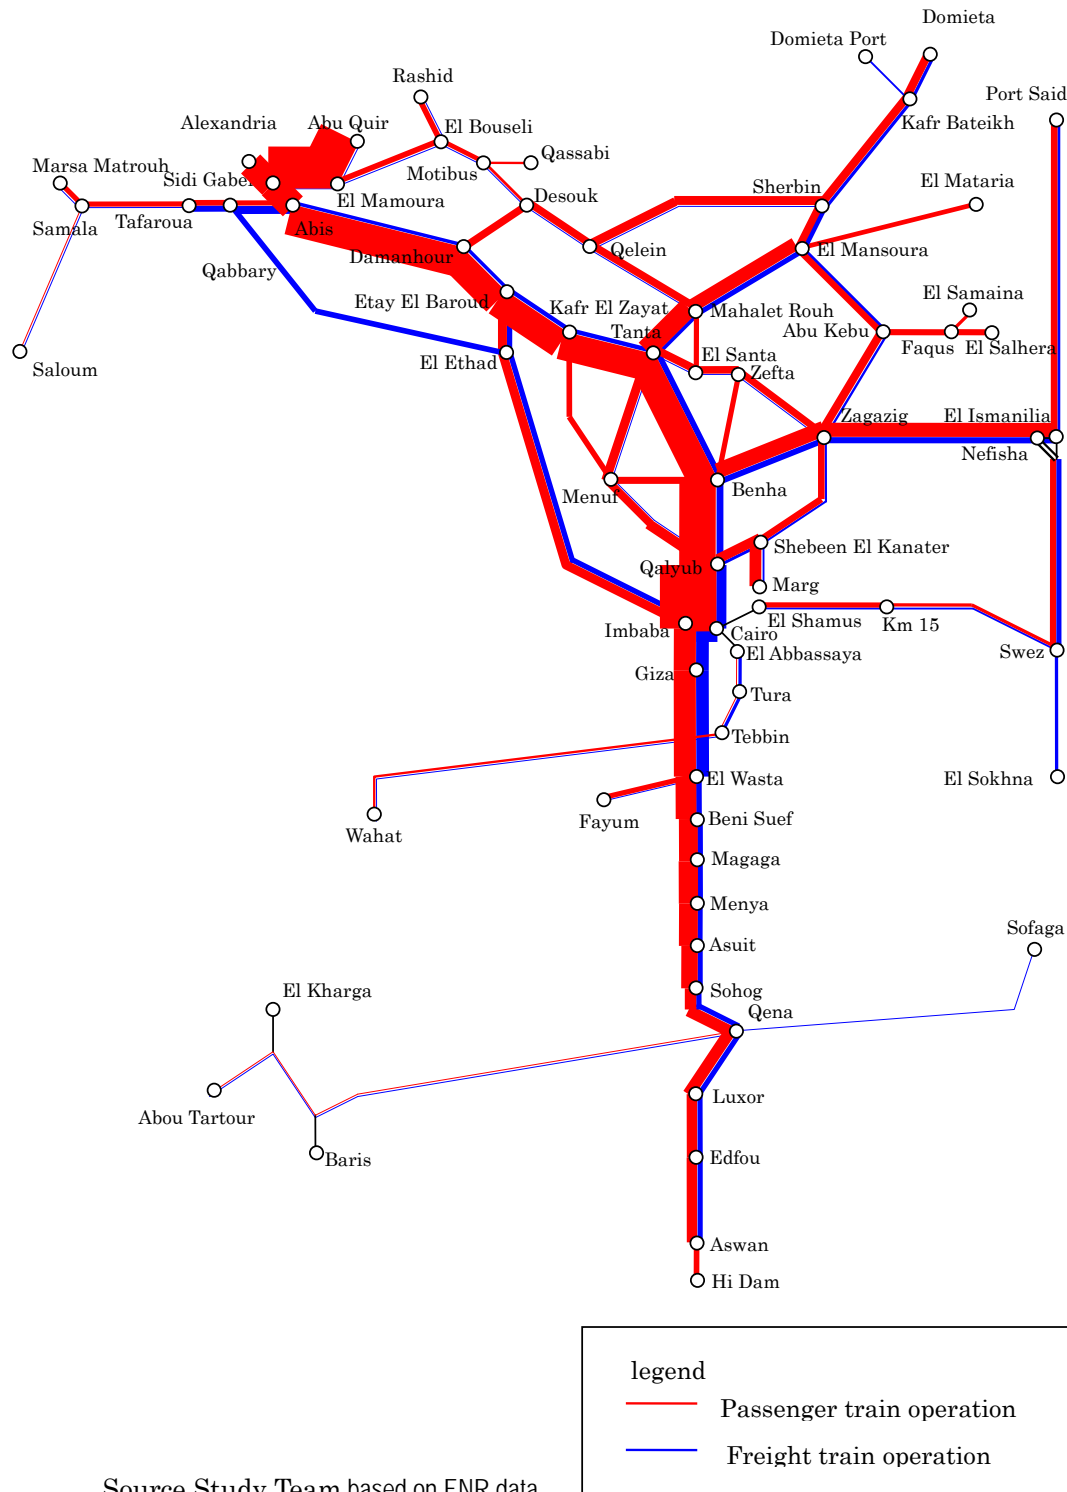 Domieta
Domieta Port
Rashid
Port Said
Alexandria
Abu Quir
El Bouseli
Kafr Bateikh
Marsa Matrouh
Sidi Gaber
Motibus
Qassabi
El Mamoura
Desouk
Sherbin
El Mataria
Samala
Tafaroua
Abis
Damanhour
Qelein
El Mansoura
Qabbary
Etay El Baroud
Kafr El Zayat
Mahalet Rouh
El Samaina
Tanta
Abu Kebu
Faqus
El Salhera
Saloum
El Ethad
El Santa
Zefta
Zagazig
El Ismanilia
Nefisha
Menuf
Benha
Shebeen El Kanater
Qalyub
Marg
El Shamus
Km 15
Imbaba
Cairo
El Abbassaya
Swez
Giza
Tura
Tebbin
El Wasta
El Sokhna
Wahat
Fayum
Beni Suef
Magaga
Menya
Sofaga
Asuit
El Kharga
Sohog
Qena
Abou Tartour
Luxor
Baris
Edfou
Aswan
Hi Dam
legend
Passenger train operation
Freight train operation
Source Study Team based on ENR data